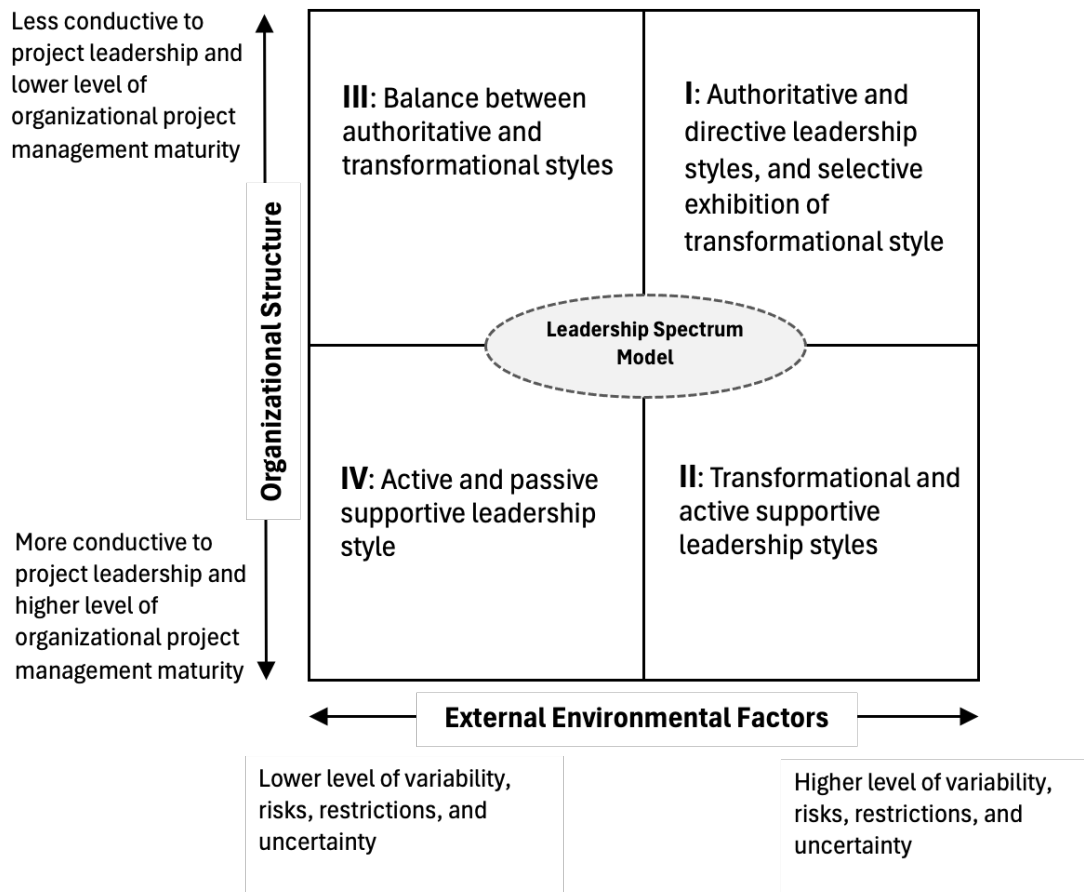 Less conductive to
project leadership and
lower level of
organizational project
management maturity
III: Balance between
authoritative and
transformational styles
I: Authoritative and
directive leadership
styles, and selective
exhibition of
transformational style
Organizational Structure
Leadership Spectrum
Model
IV: Active and passive
supportive leadership
style
II: Transformational and
active supportive
leadership styles
More conductive to
project leadership and
higher level of
organizational project
management maturity
External Environmental Factors
Lower level of variability,
risks, restrictions, and
uncertainty
Higher level of variability,
risks, restrictions, and
uncertainty